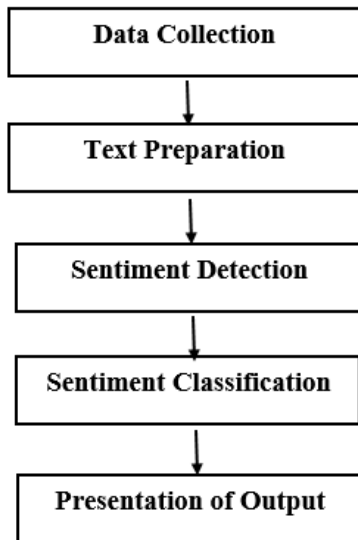 Data Collection
Text Preparation
Sentiment Detection
Sentiment Classification
Presentation of Output